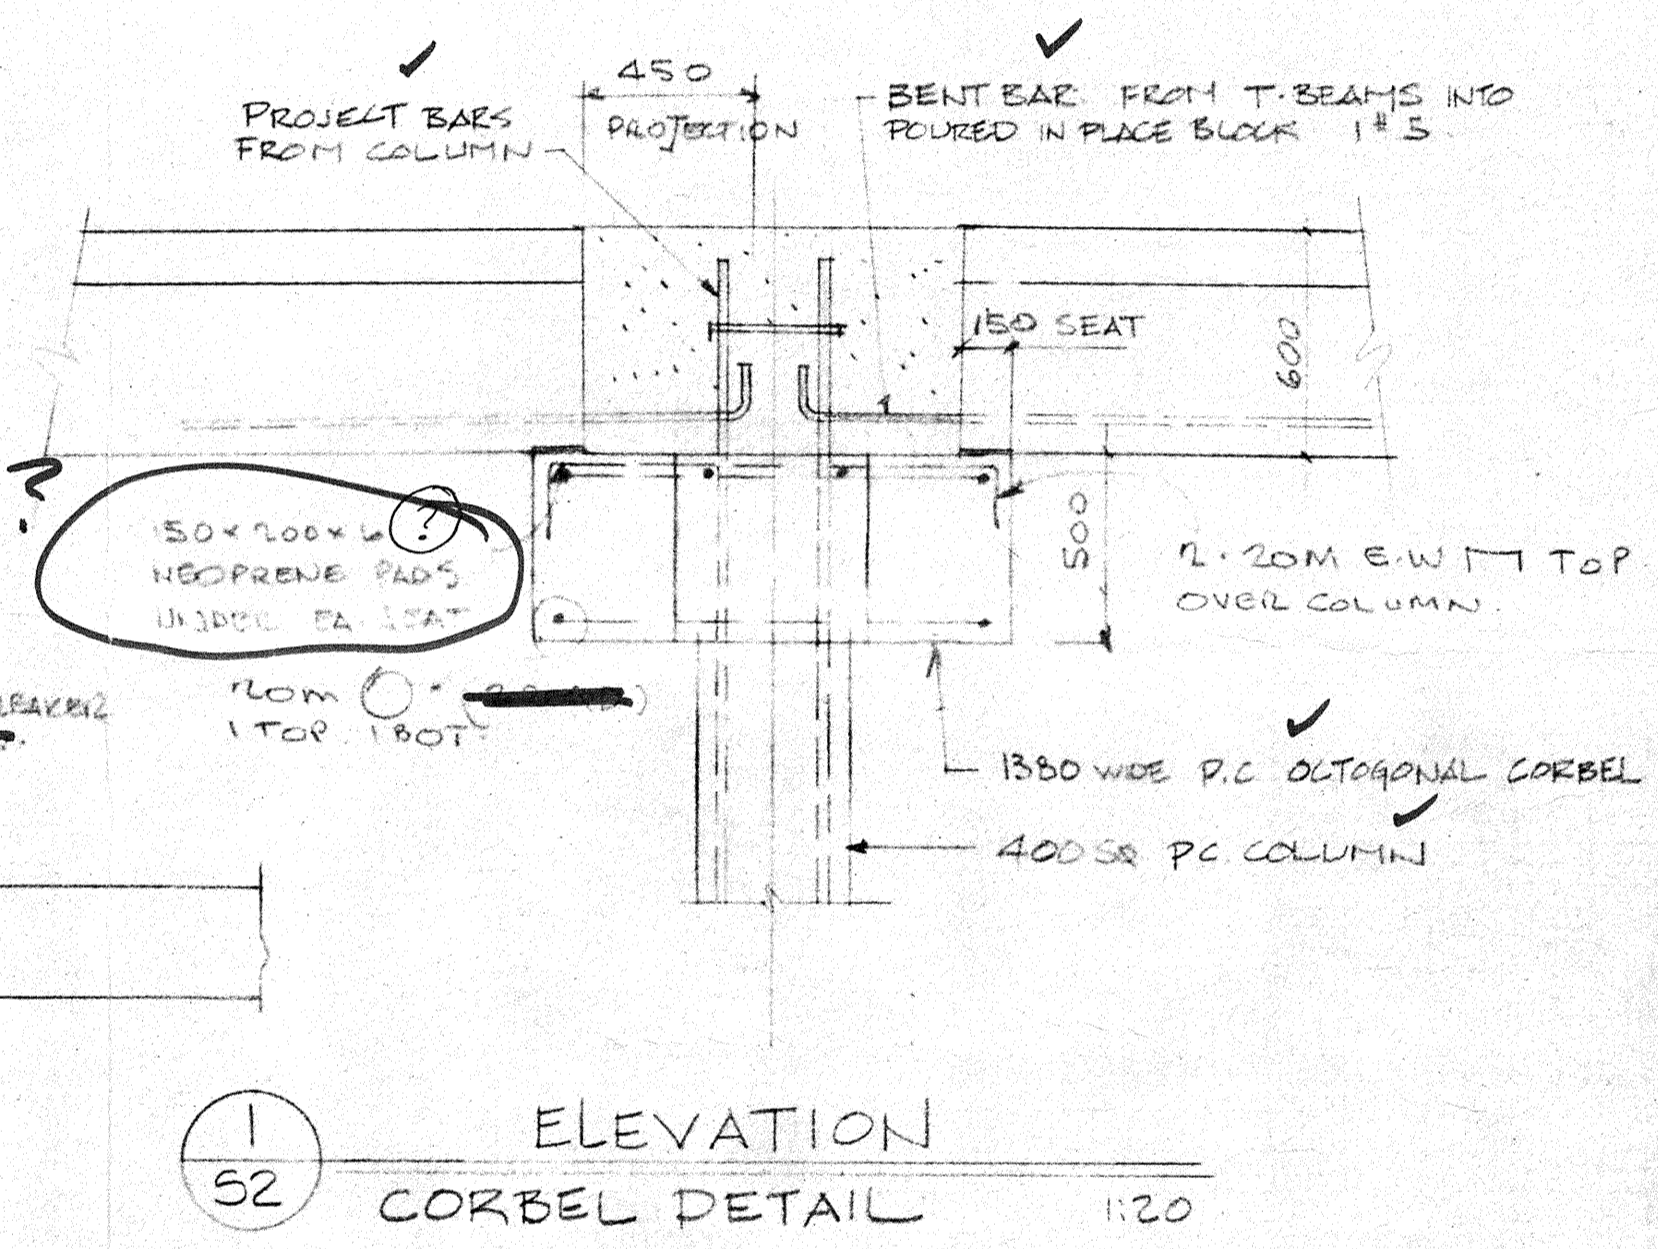 450
PROJECT BARS
FROM COLUMN
PROJECTION
BENT BAR FROM T-BEAMS INTO
POURED IN PLACE BLOCK 1 # 5
150 SEAT
600
500
?
150 x 200 x 6 ?
NEOPRENE PADS
UNDER EA. SEAT
2 - 20M E.W TOP
OVER COLUMN.
20M
1 TOP. 1 BOT.
1380 WIDE P.C OCTOGONAL CORBEL
400 SQ PC. COLUMN
1
S2
ELEVATION
CORBEL DETAIL 1:20